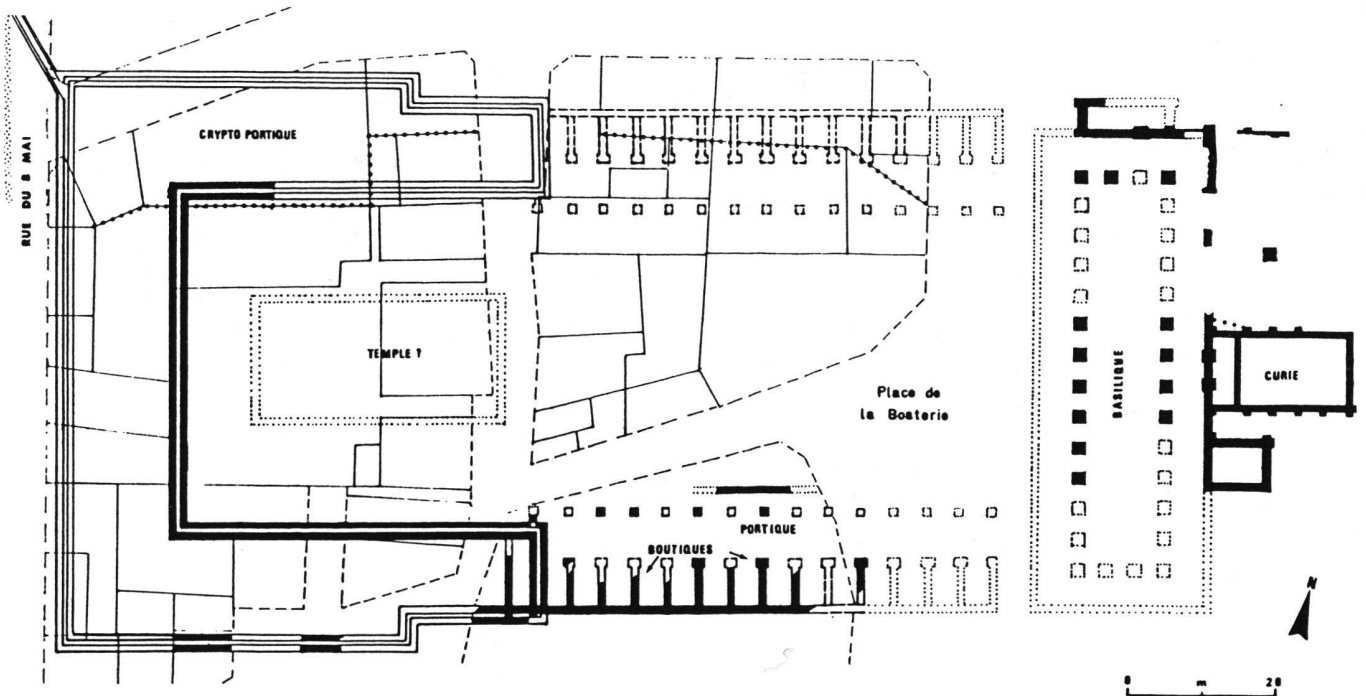 CRYPTO PORTIQUE
RUE DU 8 MAI
TEMPLE ?
Place de
la Boaterie
BASILIQUE
CURIE
PORTIQUE
BOUTIQUES
N
0 m 20